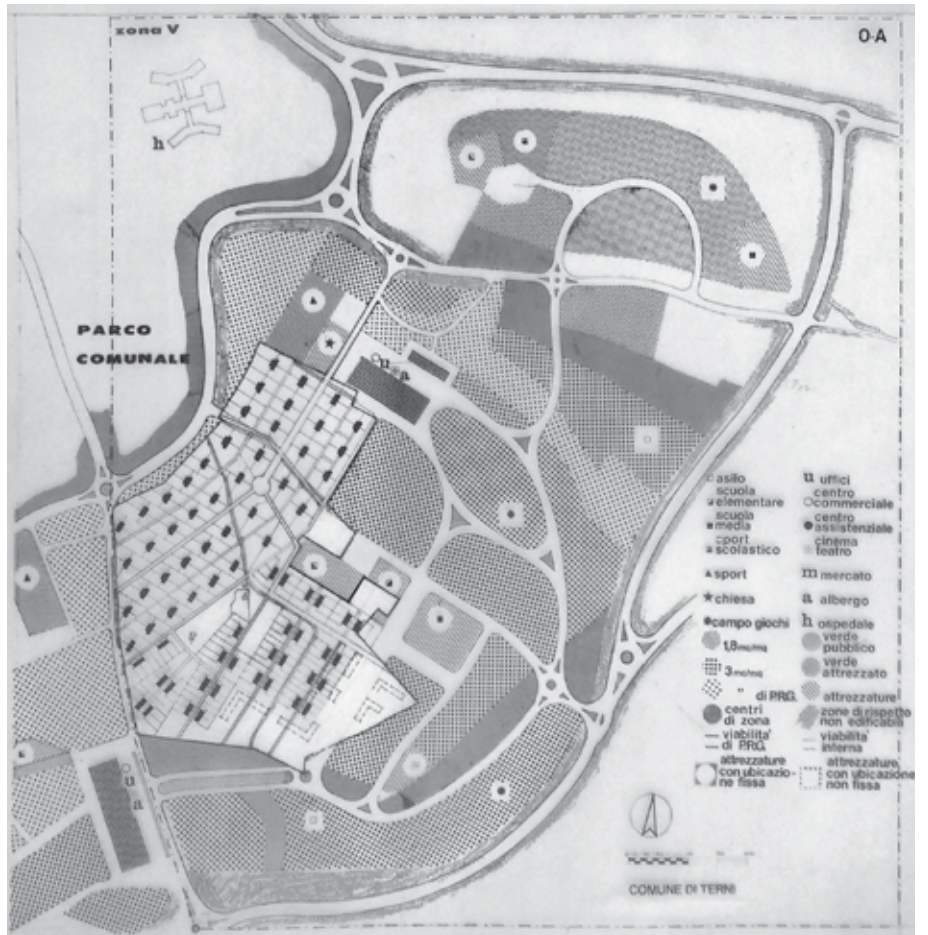 zona V
O-A
h
PARCO
COMUNALE
u
a
asilo
scuola
elementare
scuola
media
sport
scolastico
sport
chiesa
campo giochi
1,8 mc/mq
3 mc/mq
" di P.R.G.
centri
di zona
viabilita'
di P.R.G.
attrezzature
con ubicazio-
ne fissa
u uffici
centro
commerciale
centro
assistenziale
cinema
teatro
m mercato
a albergo
h ospedale
verde
pubblico
verde
attrezzato
attrezzature
zone di rispetto
non edificabili
viabilita'
interna
attrezzature
con ubicazione
non fissa
u
a
COMUNE DI TERNI